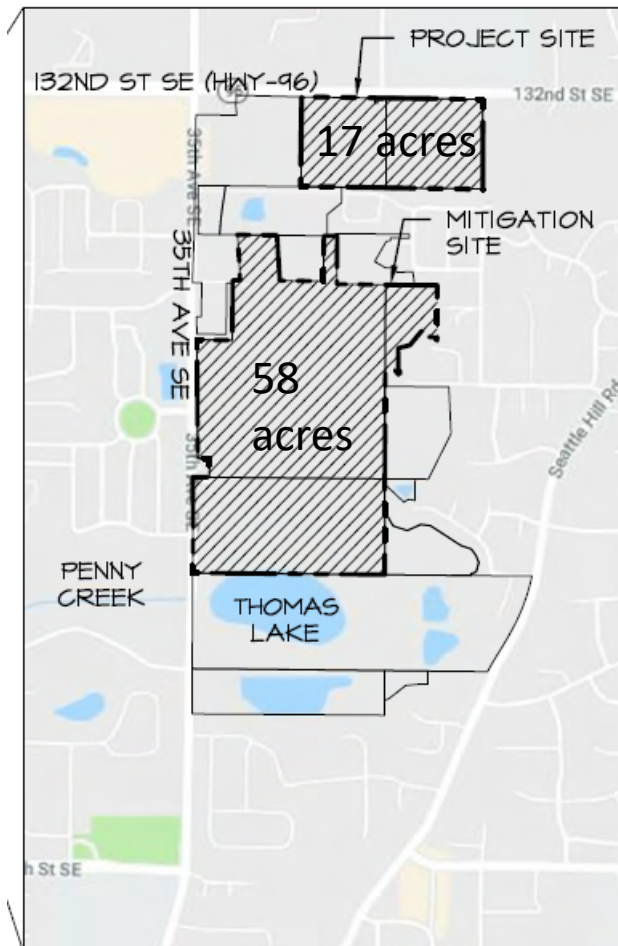 PROJECT SITE
132ND ST SE (HWY-96)
132nd St SE
17 acres
35th Ave SE
MITIGATION
SITE
35TH AVE SE
58
acres
Seattle Hill Rd
35th Ave SE
PENNY
CREEK
THOMAS
LAKE
h St SE